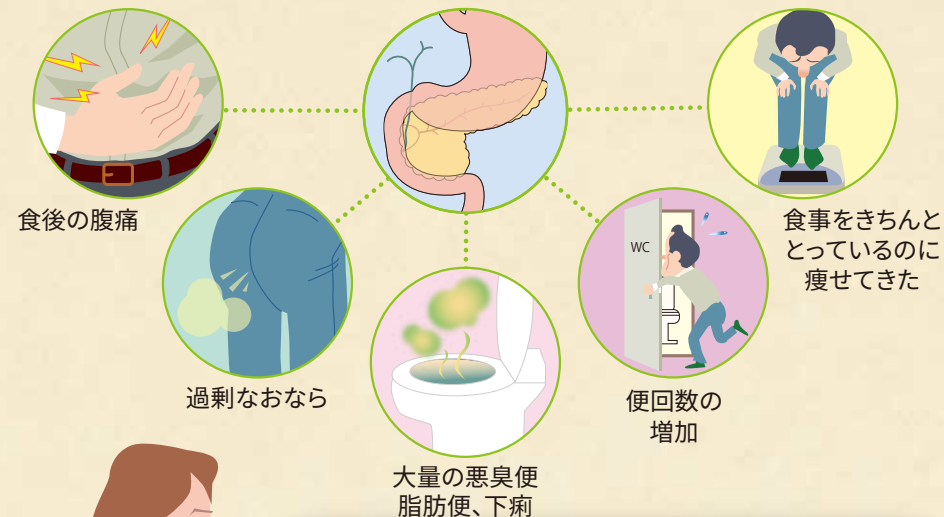 食後の腹痛
過剰なおなら
大量の悪臭便
脂肪便、下痢
WC
便回数の
増加
食事をきちんと
とっているのに
痩せてきた